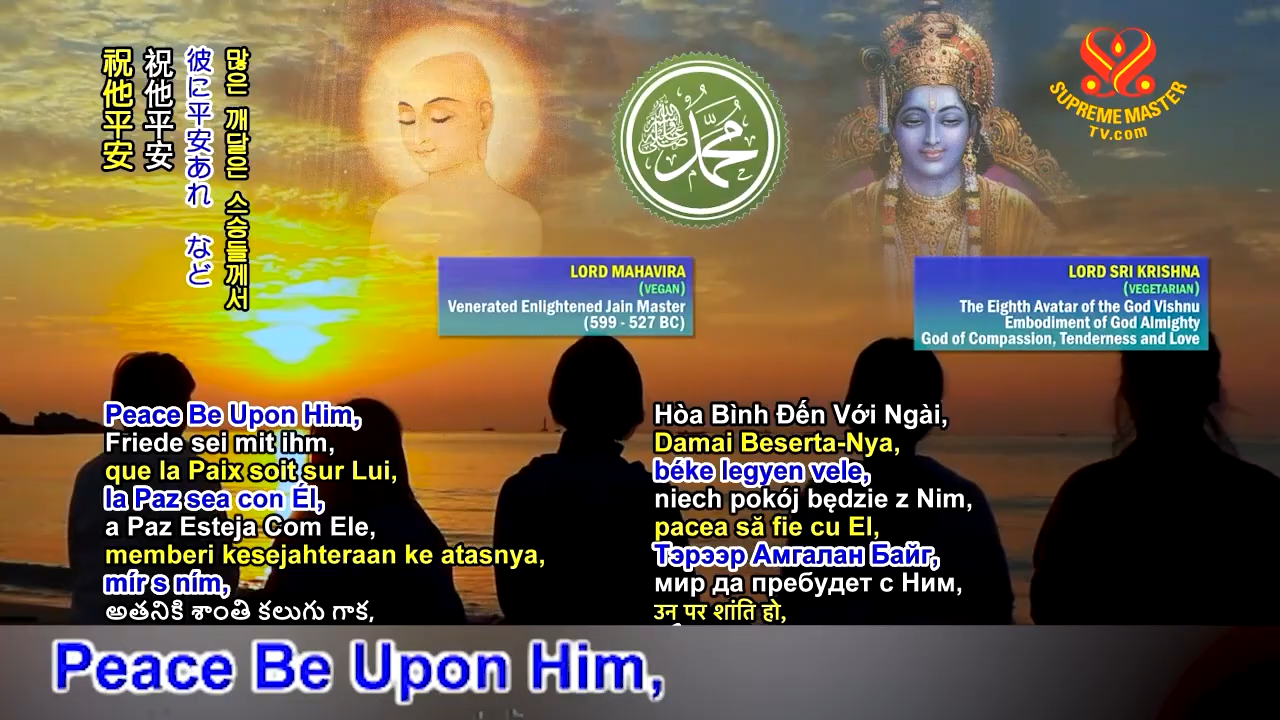 祝他平安
祝他平安
彼に平安あれ など
많은 깨달은 스승들께서
محمد
SUPREME MASTER
TV.com
LORD MAHAVIRA
(VEGAN)
Venerated Enlightened Jain Master
(599 - 527 BC)
LORD SRI KRISHNA
(VEGETARIAN)
The Eighth Avatar of the God Vishnu
Embodiment of God Almighty
God of Compassion, Tenderness and Love
Peace Be Upon Him,
Friede sei mit ihm,
que la Paix soit sur Lui,
la Paz sea con Él,
a Paz Esteja Com Ele,
memberi kesejahteraan ke atasnya,
mír s ním,
అతనికి శాంతి కలుగు గాక,
Hòa Bình Đến Với Ngài,
Damai Beserta-Nya,
béke legyen vele,
niech pokój będzie z Nim,
pacea să fie cu El,
Тэрээр Амгалан Байг,
мир да пребудет с Ним,
उन पर शांति हो,
Peace Be Upon Him,